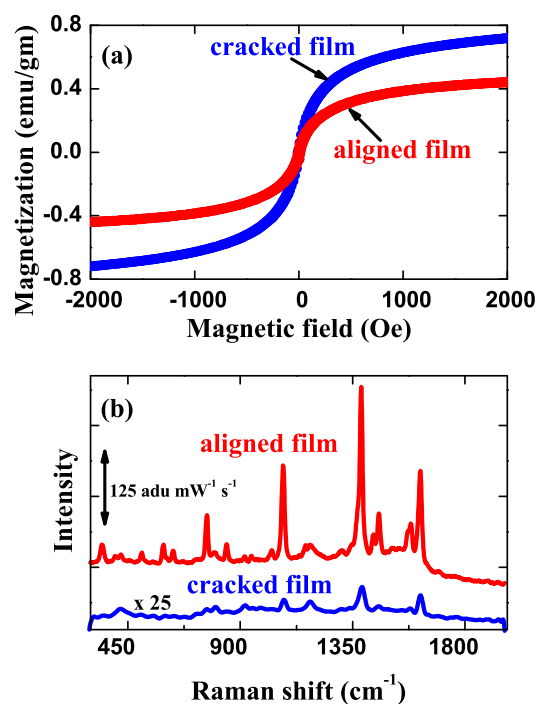 (a)
cracked film
aligned film
Magnetization (emu/gm)
0.8
0.4
0.0
-0.4
-0.8
-2000 -1000 0 1000 2000
Magnetic field (Oe)
(b)
aligned film
125 adu mW⁻¹ s⁻¹
Intensity
cracked film
x 25
450 900 1350 1800
Raman shift (cm⁻¹)